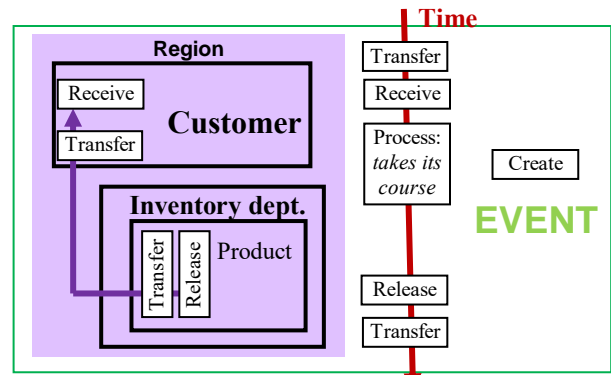 Time
Region
Transfer
Receive
Receive
Customer
Transfer
Process:
takes its
course
Create
Inventory dept.
EVENT
Transfer
Release
Product
Release
Transfer